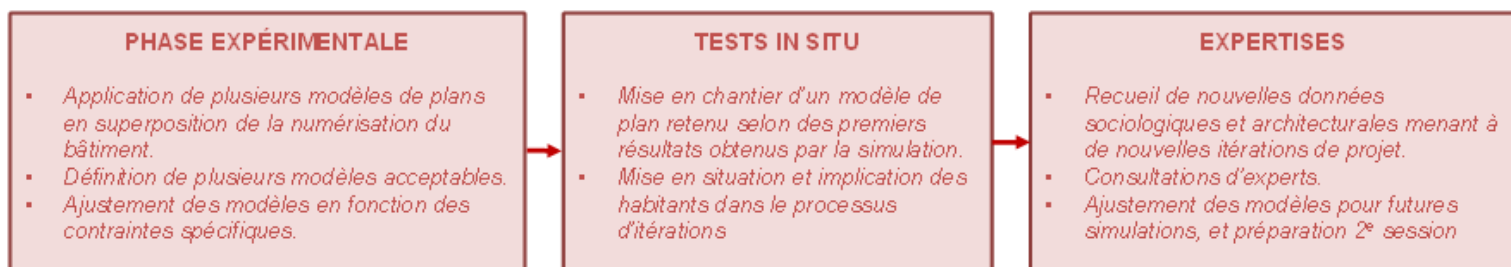 PHASE EXPÉRIMENTALE
▪ Application de plusieurs modèles de plans
en superposition de la numérisation du
bâtiment.
▪ Définition de plusieurs modèles acceptables.
▪ Ajustement des modèles en fonction des
contraintes spécifiques.
TESTS IN SITU
▪ Mise en chantier d'un modèle de
plan retenu selon des premiers
résultats obtenus par la simulation.
▪ Mise en situation et implication des
habitants dans le processus
d'itérations
EXPERTISES
▪ Recueil de nouvelles données
sociologiques et architecturales menant à
de nouvelles itérations de projet.
▪ Consultations d'experts.
▪ Ajustement des modèles pour futures
simulations, et préparation 2e session